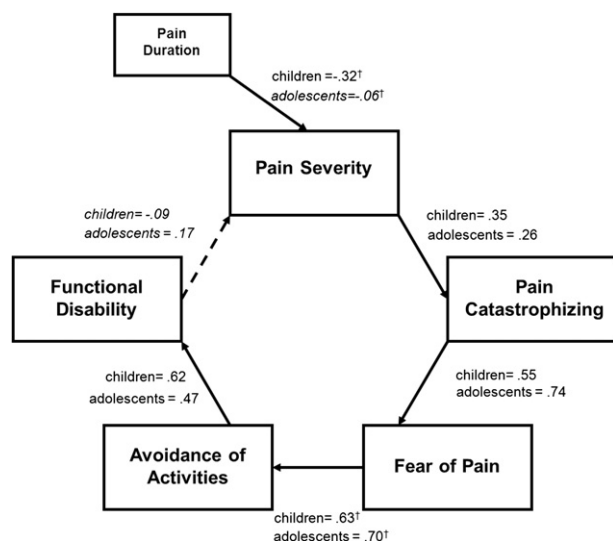 Pain
Duration
children =-.32†
adolescents=-.06†
Pain Severity
children= -.09
adolescents = .17
children= .35
adolescents = .26
Functional
Disability
Pain
Catastrophizing
children= .62
adolescents = .47
children= .55
adolescents = .74
Avoidance of
Activities
Fear of Pain
children= .63†
adolescents = .70†